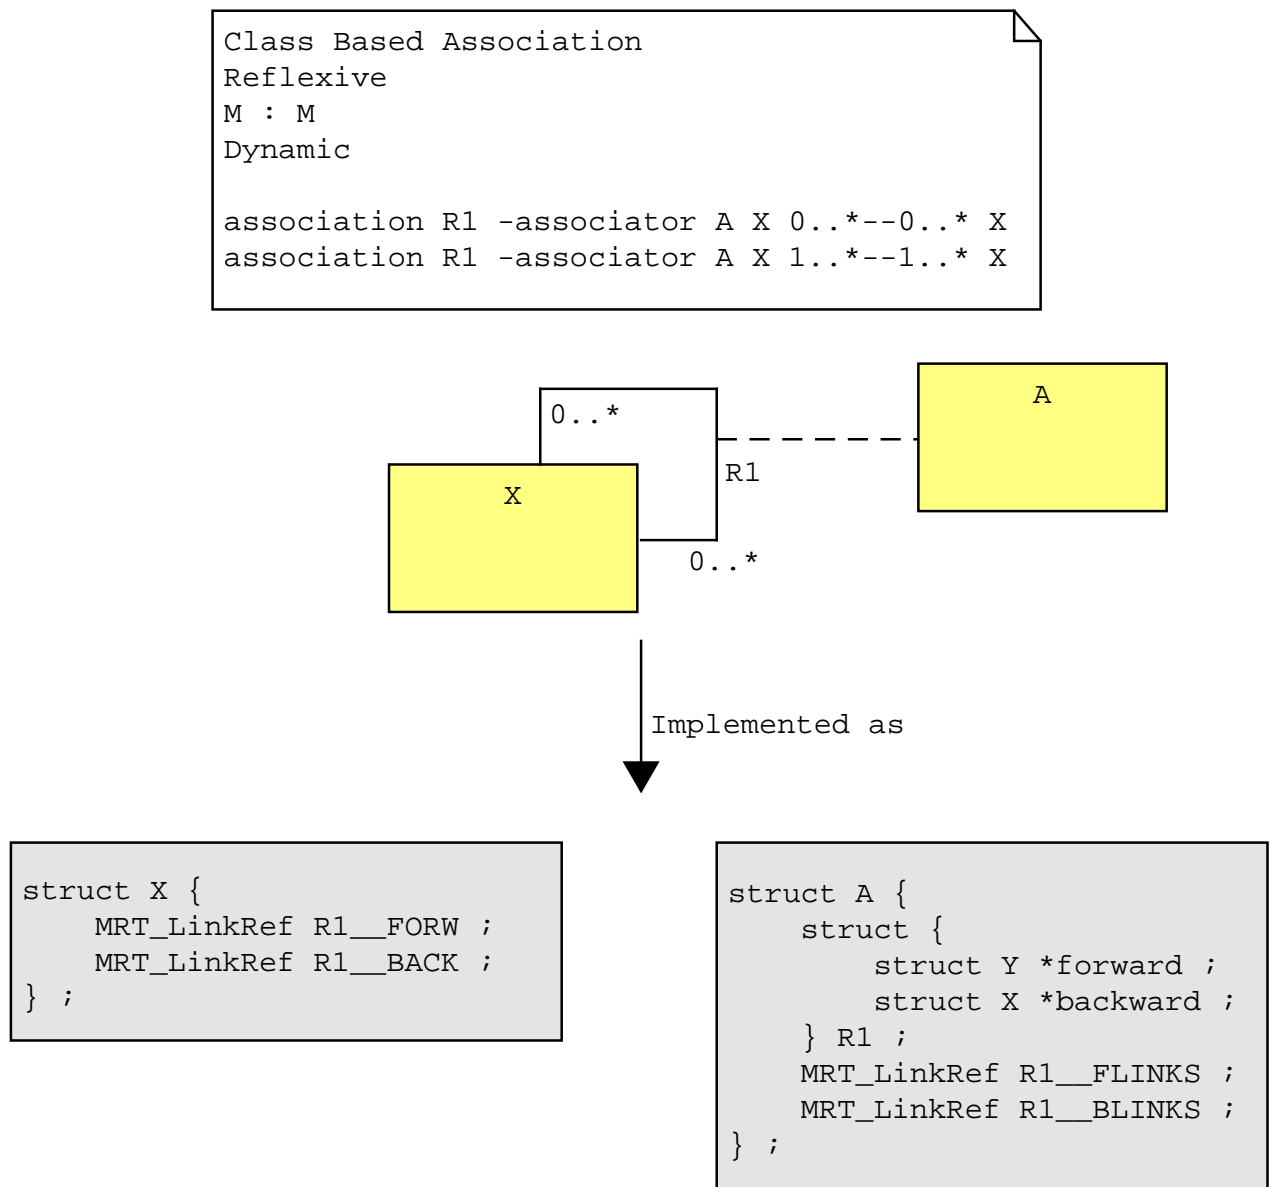 Class Based Association
Reflexive
M : M
Dynamic
association R1 -associator A X 0..*--0..* X
association R1 -associator A X 1..*--1..* X
A
0..*
R1
X
0..*
Implemented as
struct X {
    MRT_LinkRef R1__FORW ;
    MRT_LinkRef R1__BACK ;
} ;
struct A {
    struct {
        struct Y *forward ;
        struct X *backward ;
    } R1 ;
    MRT_LinkRef R1__FLINKS ;
    MRT_LinkRef R1__BLINKS ;
} ;